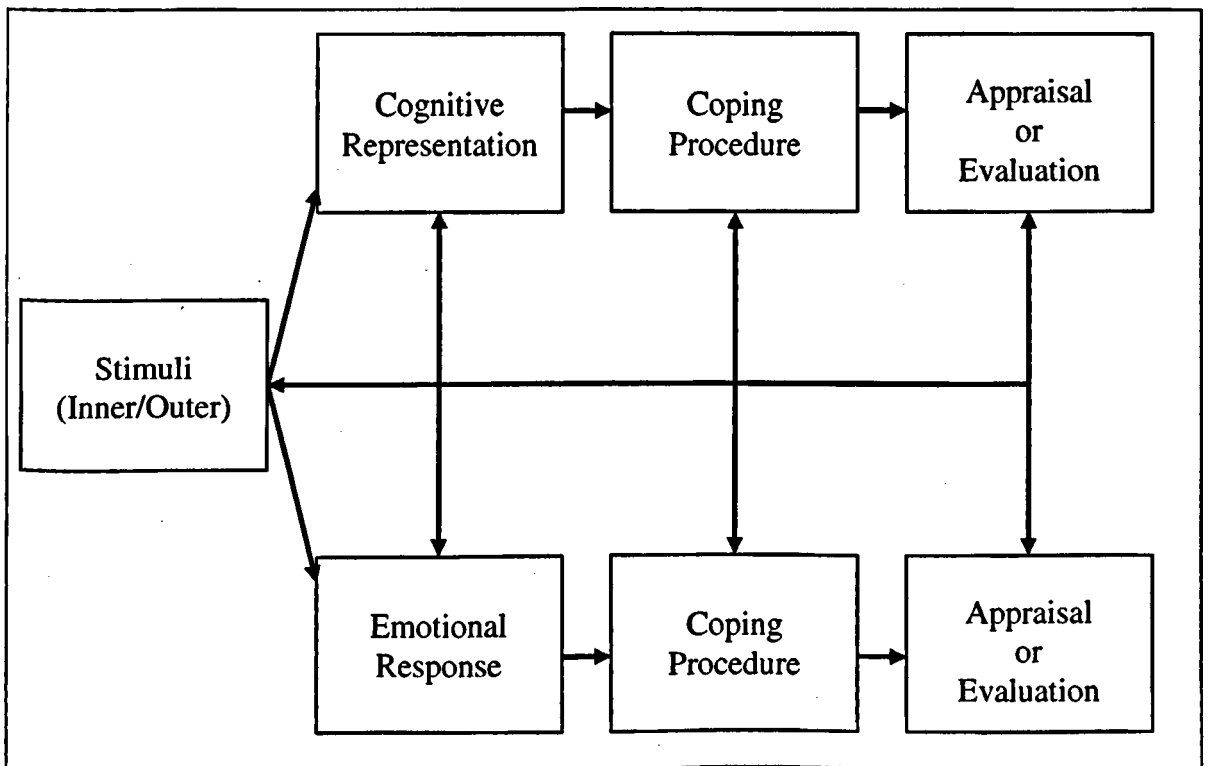 Cognitive
Representation
Coping
Procedure
Appraisal
or
Evaluation
Stimuli
(Inner/Outer)
Emotional
Response
Coping
Procedure
Appraisal
or
Evaluation